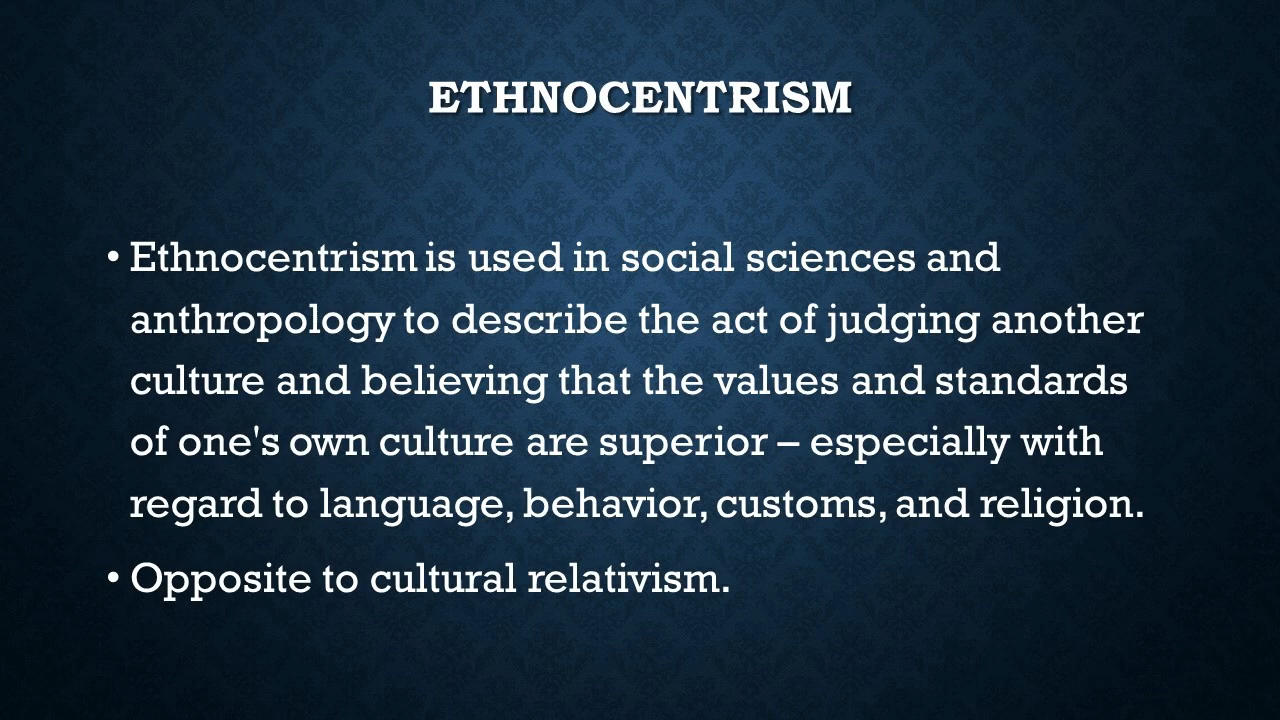 ETHNOCENTRISM
• Ethnocentrism is used in social sciences and
anthropology to describe the act of judging another
culture and believing that the values and standards
of one's own culture are superior – especially with
regard to language, behavior, customs, and religion.
• Opposite to cultural relativism.